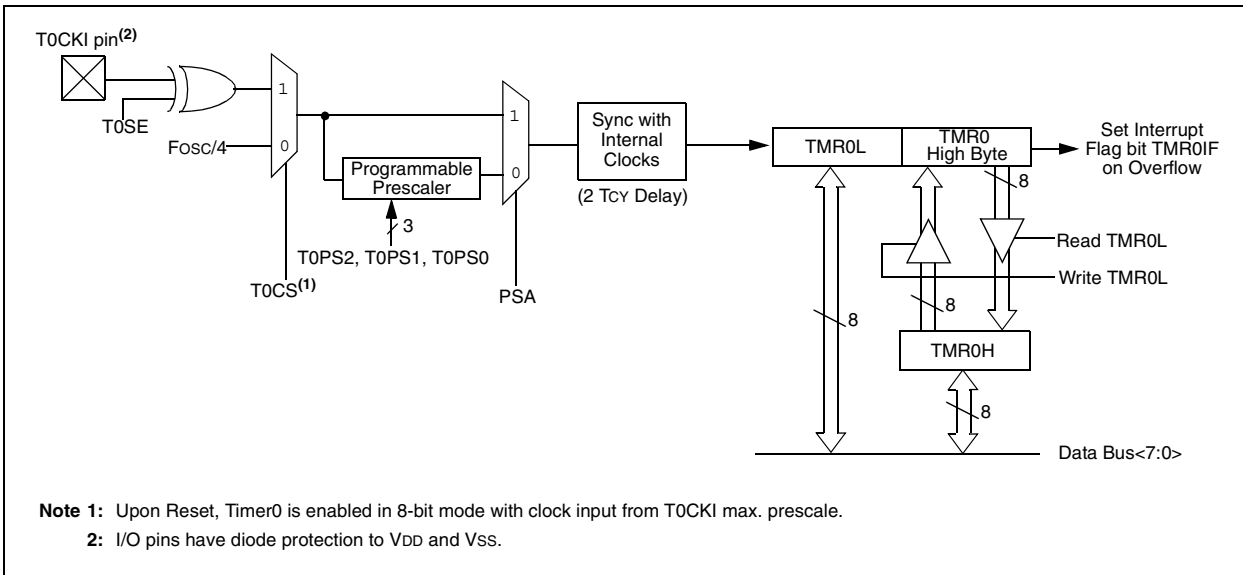 T0CKI pin(2)
T0SE
FOSC/4
1
0
T0CS(1)
Programmable
Prescaler
3
T0PS2, T0PS1, T0PS0
1
0
PSA
Sync with
Internal
Clocks
(2 TCY Delay)
TMR0L
TMR0
High Byte
Set Interrupt
Flag bit TMR0IF
on Overflow
8
Read TMR0L
Write TMR0L
8
8
TMR0H
8
Data Bus<7:0>
Note 1: Upon Reset, Timer0 is enabled in 8-bit mode with clock input from T0CKI max. prescale.
2: I/O pins have diode protection to VDD and VSS.